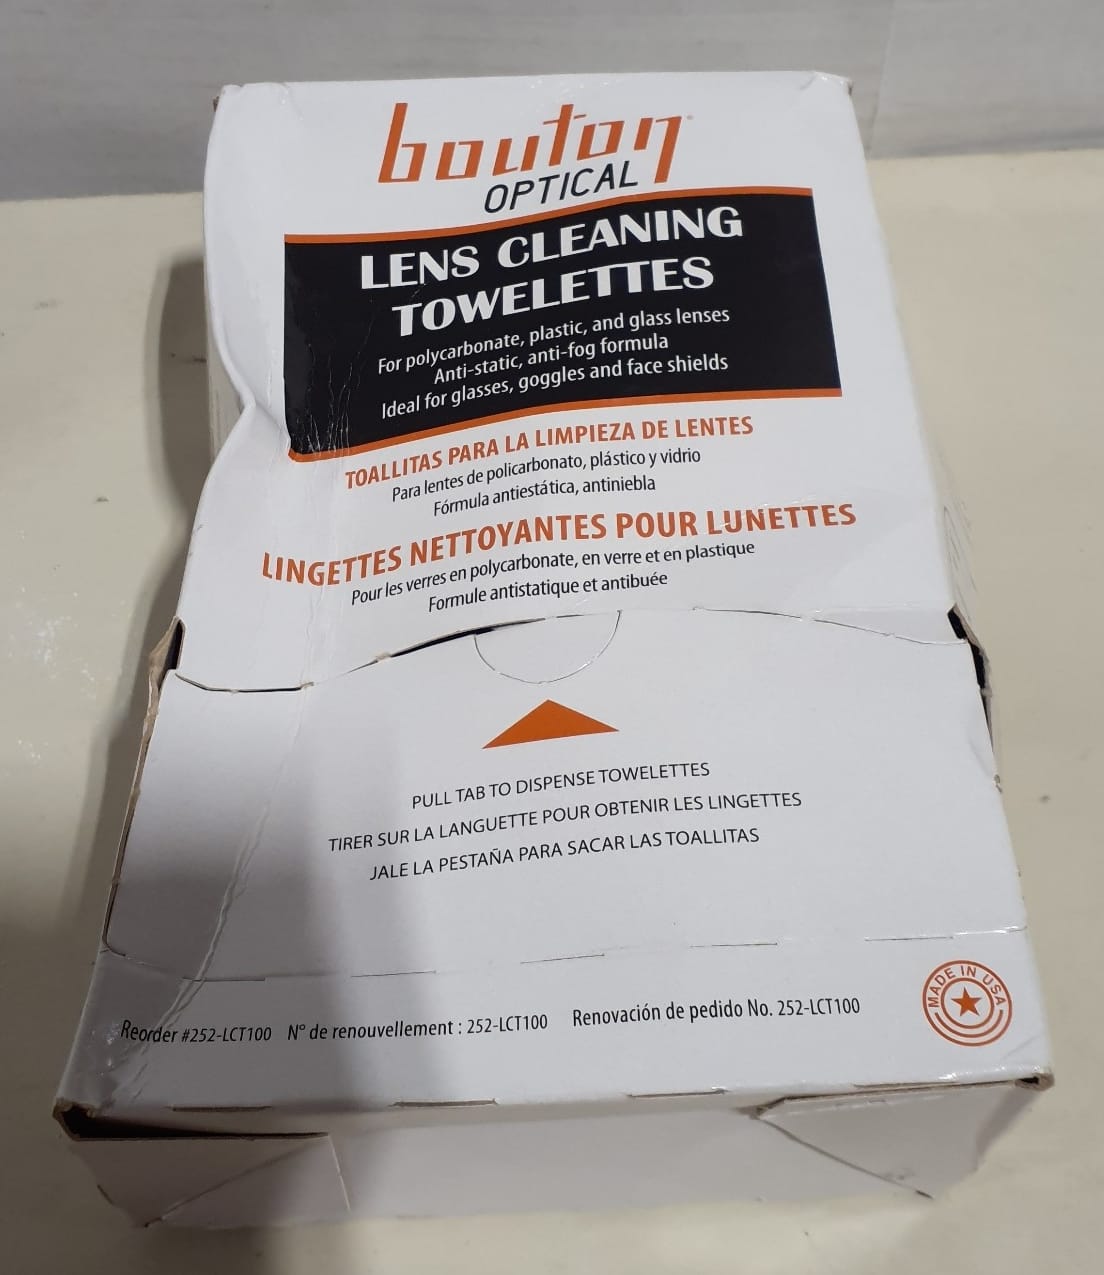 bouton®
OPTICAL
LENS CLEANING
TOWELETTES
For polycarbonate, plastic, and glass lenses
Anti-static, anti-fog formula
Ideal for glasses, goggles and face shields
TOALLITAS PARA LA LIMPIEZA DE LENTES
Para lentes de policarbonato, plástico y vidrio
Fórmula antiestática, antiniebla
LINGETTES NETTOYANTES POUR LUNETTES
Pour les verres en polycarbonate, en verre et en plastique
Formule antistatique et antibuée
PULL TAB TO DISPENSE TOWELETTES
TIRER SUR LA LANGUETTE POUR OBTENIR LES LINGETTES
JALE LA PESTAÑA PARA SACAR LAS TOALLITAS
Reorder #252-LCT100 N° de renouvellement : 252-LCT100 Renovación de pedido No. 252-LCT100
MADE IN USA